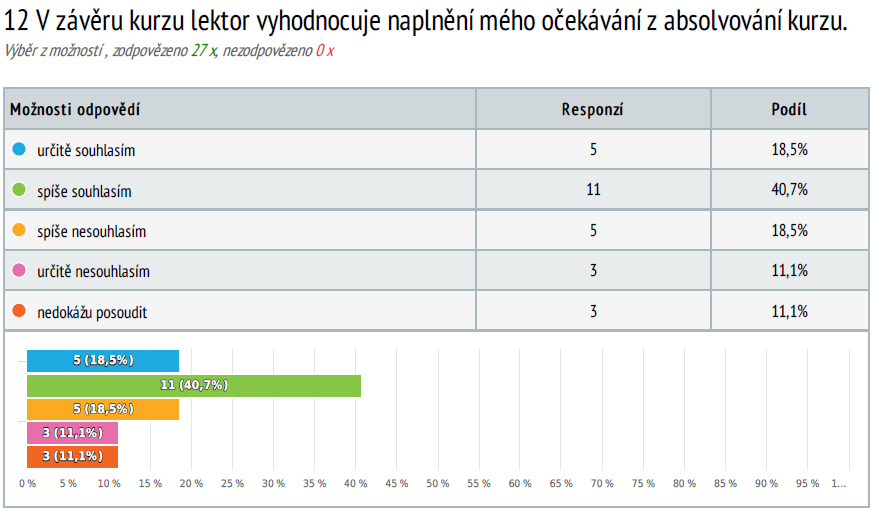 12 V závěru kurzu lektor vyhodnocuje naplnění mého očekávání z absolvování kurzu.
Výběr z možností , zodpovězeno 27 x, nezodpovězeno 0 x
Možnosti odpovědí Responzí Podíl
určitě souhlasím 5 18,5%
spíše souhlasím 11 40,7%
spíše nesouhlasím 5 18,5%
určitě nesouhlasím 3 11,1%
nedokážu posoudit 3 11,1%
5 (18,5%)
11 (40,7%)
5 (18,5%)
3 (11,1%)
3 (11,1%)
0 % 5 % 10 % 15 % 20 % 25 % 30 % 35 % 40 % 45 % 50 % 55 % 60 % 65 % 70 % 75 % 80 % 85 % 90 % 95 % 1...